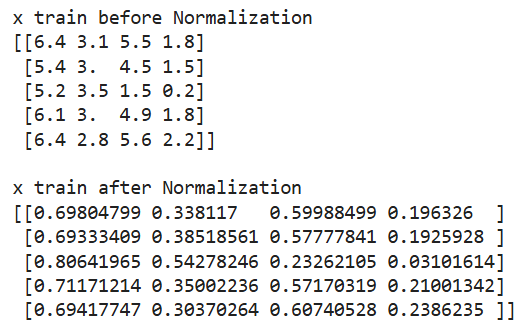 x train before Normalization
[[6.4 3.1 5.5 1.8]
 [5.4 3.  4.5 1.5]
 [5.2 3.5 1.5 0.2]
 [6.1 3.  4.9 1.8]
 [6.4 2.8 5.6 2.2]]

x train after Normalization
[[0.69804799 0.338117   0.59988499 0.196326  ]
 [0.69333409 0.38518561 0.57777841 0.1925928 ]
 [0.80641965 0.54278246 0.23262105 0.03101614]
 [0.71171214 0.35002236 0.57170319 0.21001342]
 [0.69417747 0.30370264 0.60740528 0.2386235 ]]